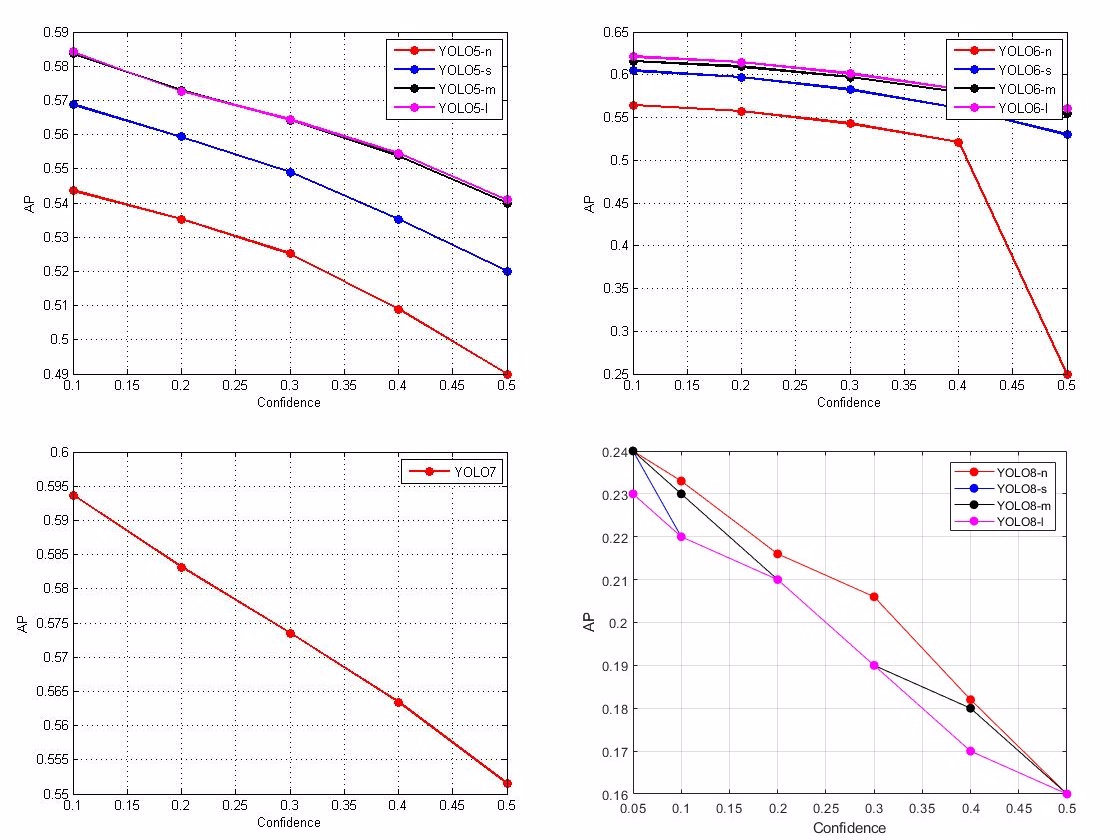 0.59
0.58
0.57
0.56
0.55
0.54
0.53
0.52
0.51
0.5
0.49
AP
0.1 0.15 0.2 0.25 0.3 0.35 0.4 0.45 0.5
Confidence
YOLO5-n
YOLO5-s
YOLO5-m
YOLO5-l
0.65
0.6
0.55
0.5
0.45
0.4
0.35
0.3
0.25
AP
0.1 0.15 0.2 0.25 0.3 0.35 0.4 0.45 0.5
Confidence
YOLO6-n
YOLO6-s
YOLO6-m
YOLO6-l
0.6
0.595
0.59
0.585
0.58
0.575
0.57
0.565
0.56
0.555
0.55
AP
0.1 0.15 0.2 0.25 0.3 0.35 0.4 0.45 0.5
Confidence
YOLO7
0.24
0.23
0.22
0.21
0.2
0.19
0.18
0.17
0.16
AP
0.05 0.1 0.15 0.2 0.25 0.3 0.35 0.4 0.45 0.5
Confidence
YOLO8-n
YOLO8-s
YOLO8-m
YOLO8-l